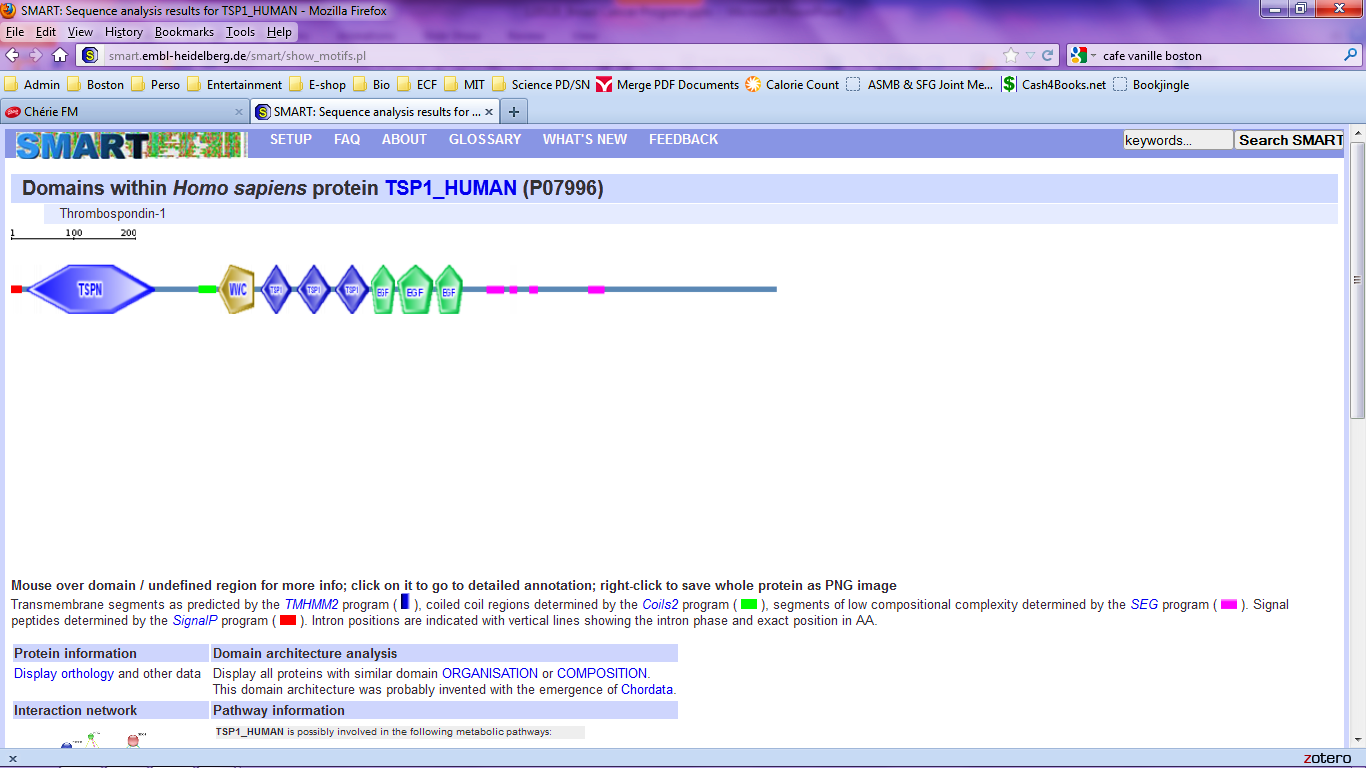 SMART: Sequence analysis results for TSP1_HUMAN - Mozilla Firefox
File Edit View History Bookmarks Tools Help
smart.embl-heidelberg.de/smart/show_motifs.pl
cafe vanille boston
Admin Boston Perso Entertainment E-shop Bio ECF MIT Science PD/SN Merge PDF Documents Calorie Count ASMB & SFG Joint Me... Cash4Books.net Bookjingle
Chérie FM
SMART: Sequence analysis results for ...
SMART SETUP FAQ ABOUT GLOSSARY WHAT'S NEW FEEDBACK keywords... Search SMART
Domains within Homo sapiens protein TSP1_HUMAN (P07996)
Thrombospondin-1
1 100 200
TSPN VWC TSP1 TSP1 TSP1 EGF EGF EGF
Mouse over domain / undefined region for more info; click on it to go to detailed annotation; right-click to save whole protein as PNG image
Transmembrane segments as predicted by the TMHMM2 program ( ), coiled coil regions determined by the Coils2 program ( ), segments of low compositional complexity determined by the SEG program ( ). Signal
peptides determined by the SignalP program ( ). Intron positions are indicated with vertical lines showing the intron phase and exact position in AA.
Protein information Domain architecture analysis
Display orthology and other data Display all proteins with similar domain ORGANISATION or COMPOSITION.
This domain architecture was probably invented with the emergence of Chordata.
Interaction network Pathway information
TSP1_HUMAN is possibly involved in the following metabolic pathways:
zotero